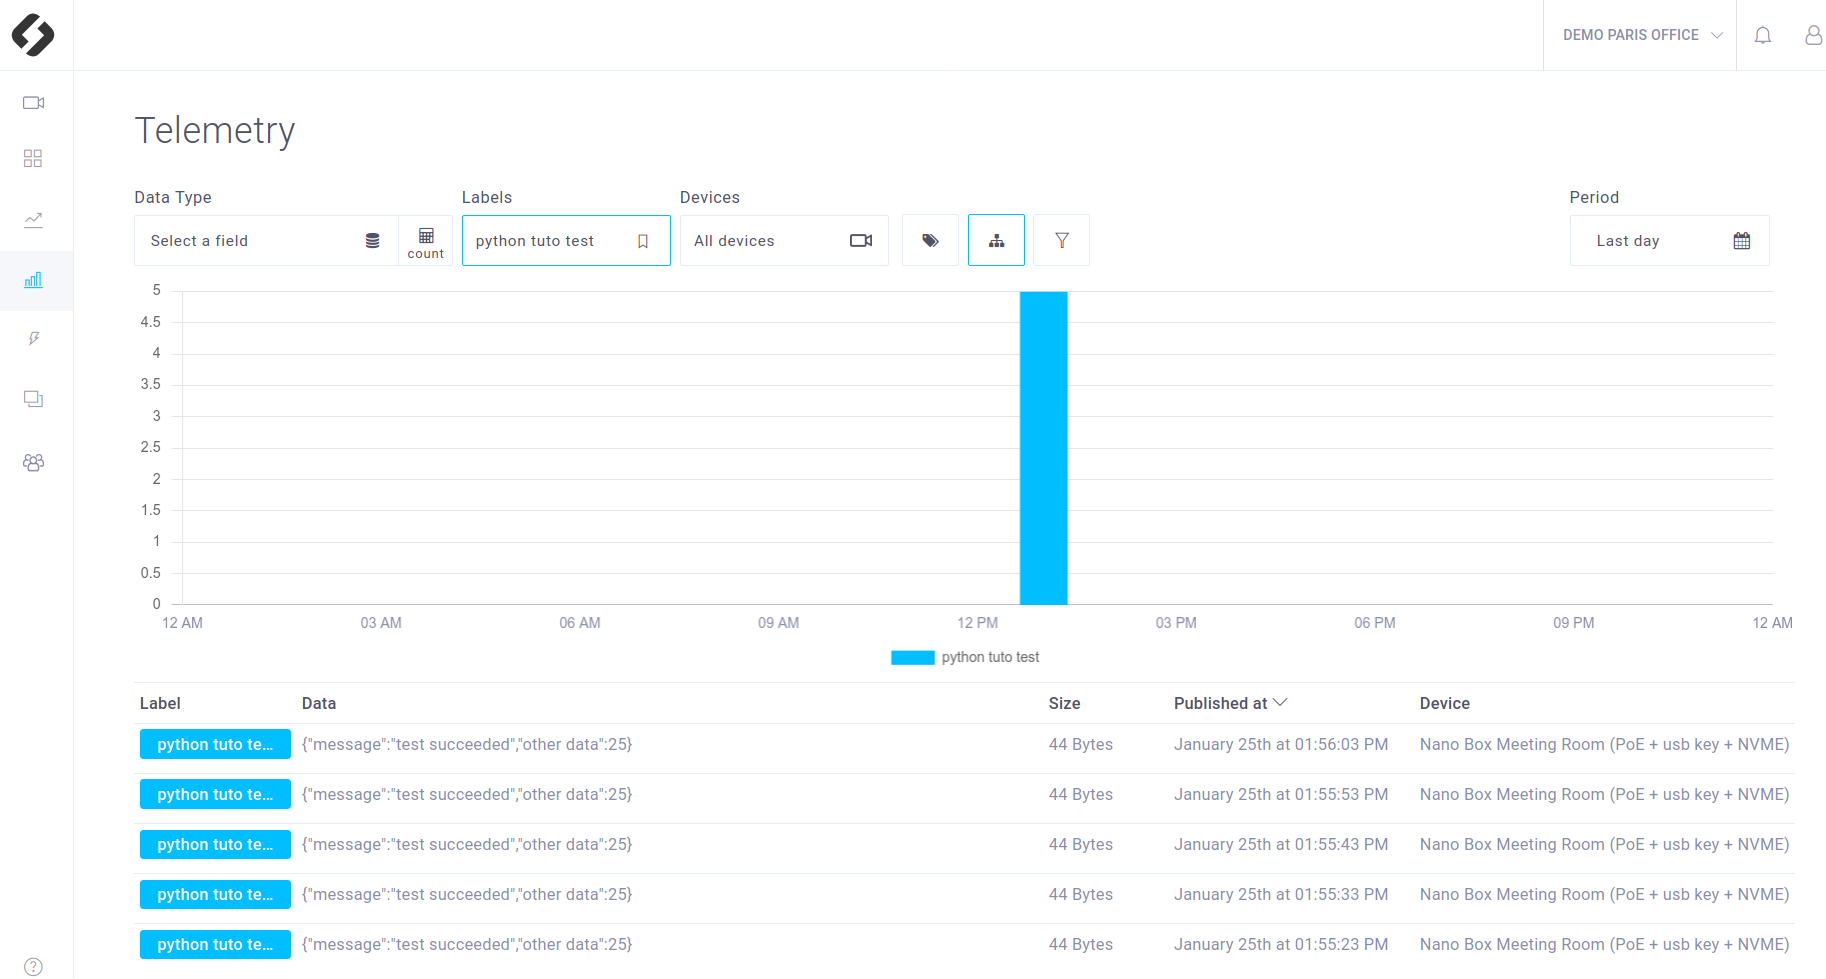 DEMO PARIS OFFICE
Telemetry
Data Type
Labels
Devices
Period
Select a field
count
python tuto test
All devices
Last day
5
4.5
4
3.5
3
2.5
2
1.5
1
0.5
0
12 AM 03 AM 06 AM 09 AM 12 PM 03 PM 06 PM 09 PM 12 AM
python tuto test
Label Data Size Published at Device
python tuto te... {"message":"test succeeded","other data":25} 44 Bytes January 25th at 01:56:03 PM Nano Box Meeting Room (PoE + usb key + NVME)
python tuto te... {"message":"test succeeded","other data":25} 44 Bytes January 25th at 01:55:53 PM Nano Box Meeting Room (PoE + usb key + NVME)
python tuto te... {"message":"test succeeded","other data":25} 44 Bytes January 25th at 01:55:43 PM Nano Box Meeting Room (PoE + usb key + NVME)
python tuto te... {"message":"test succeeded","other data":25} 44 Bytes January 25th at 01:55:33 PM Nano Box Meeting Room (PoE + usb key + NVME)
python tuto te... {"message":"test succeeded","other data":25} 44 Bytes January 25th at 01:55:23 PM Nano Box Meeting Room (PoE + usb key + NVME)
?